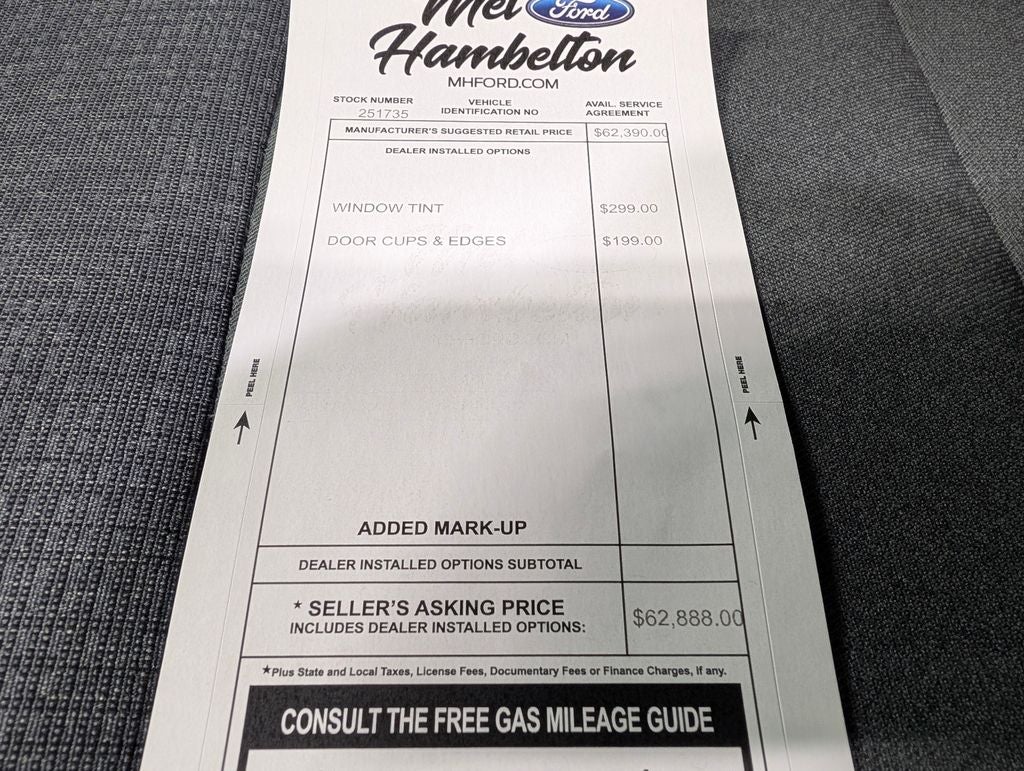 Mel Ford
Hambelton
MHFORD.COM
STOCK NUMBER
251735
VEHICLE
IDENTIFICATION NO
AVAIL. SERVICE
AGREEMENT
MANUFACTURER'S SUGGESTED RETAIL PRICE $62,390.00
DEALER INSTALLED OPTIONS
WINDOW TINT $299.00
DOOR CUPS & EDGES $199.00
PEEL HERE
PEEL HERE
ADDED MARK-UP
DEALER INSTALLED OPTIONS SUBTOTAL
* SELLER'S ASKING PRICE
INCLUDES DEALER INSTALLED OPTIONS: $62,888.00
*Plus State and Local Taxes, License Fees, Documentary Fees or Finance Charges, if any.
CONSULT THE FREE GAS MILEAGE GUIDE